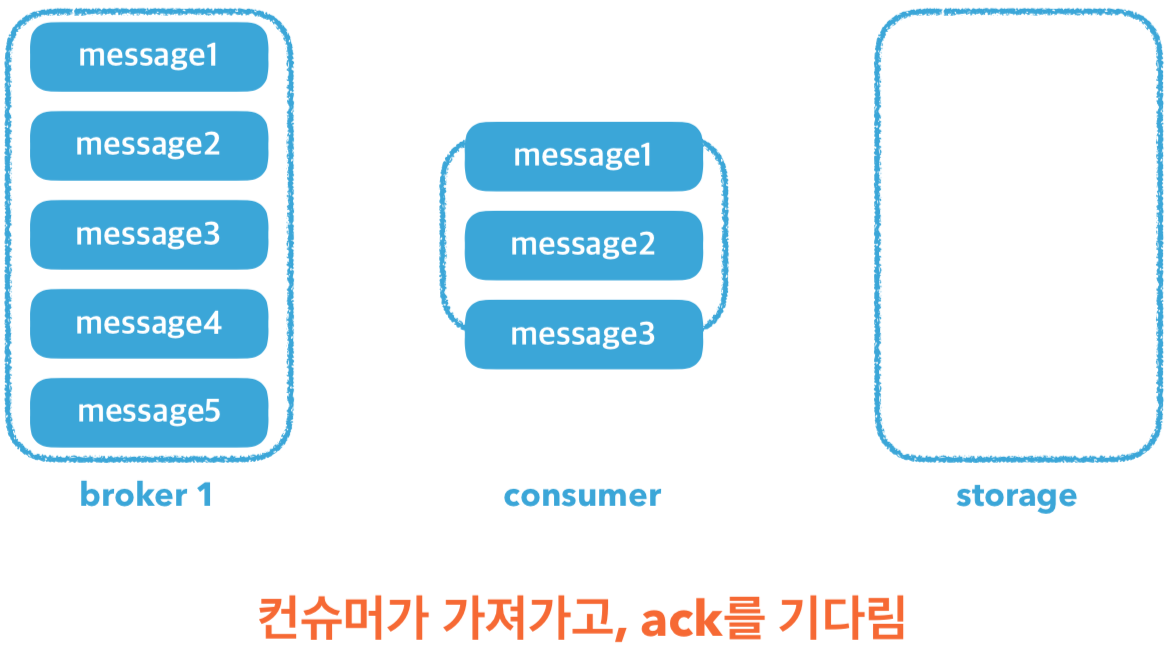 message1
message2
message3
message4
message5
broker 1
message1
message2
message3
consumer
storage
컨슈머가 가져가고, ack를 기다림